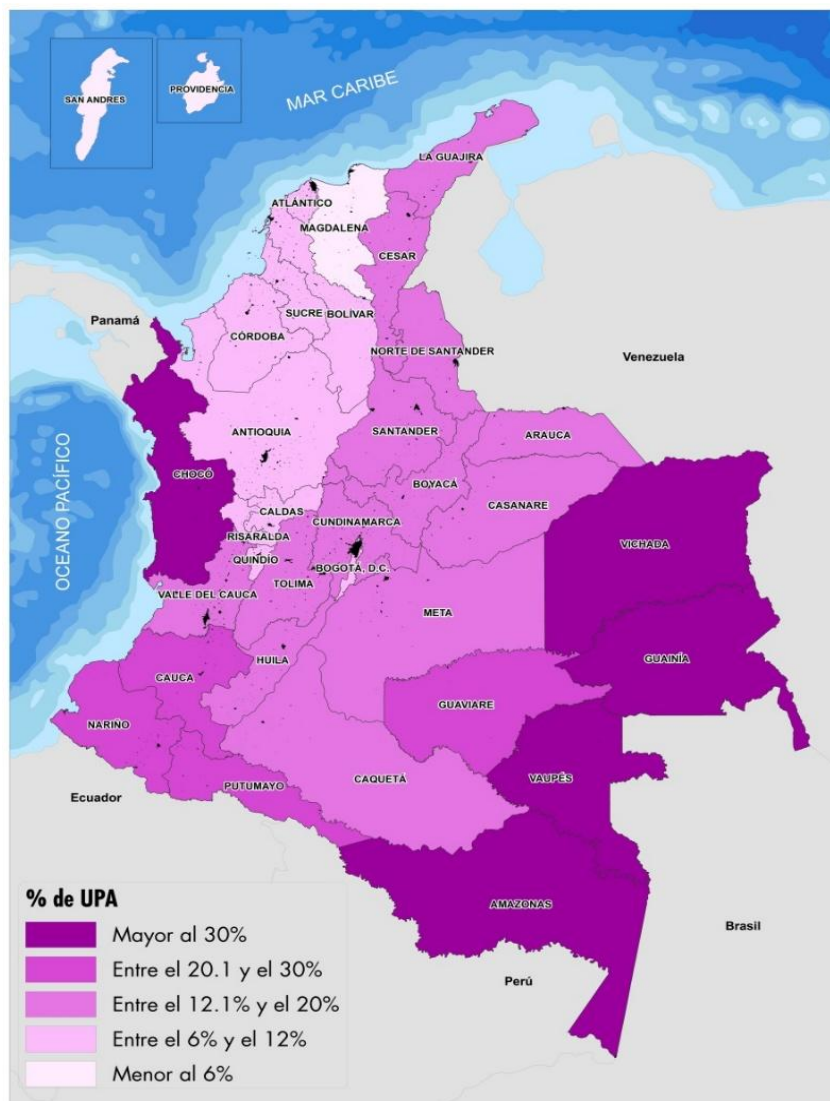 SAN ANDRES
PROVIDENCIA
MAR CARIBE
LA GUAJIRA
ATLÁNTICO
MAGDALENA
CESAR
SUCRE
BOLÍVAR
CÓRDOBA
Panamá
NORTE DE SANTANDER
Venezuela
ANTIOQUIA
SANTANDER
ARAUCA
OCEANO PACÍFICO
CHOCÓ
BOYACÁ
CASANARE
CALDAS
CUNDINAMARCA
RISARALDA
VICHADA
QUINDÍO
BOGOTÁ, D.C.
TOLIMA
VALLE DEL CAUCA
META
HUILA
GUAINÍA
CAUCA
GUAVIARE
NARIÑO
CAQUETÁ
VAUPÉS
PUTUMAYO
Ecuador
AMAZONAS
Brasil
Perú
% de UPA
Mayor al 30%
Entre el 20.1 y el 30%
Entre el 12.1% y el 20%
Entre el 6% y el 12%
Menor al 6%